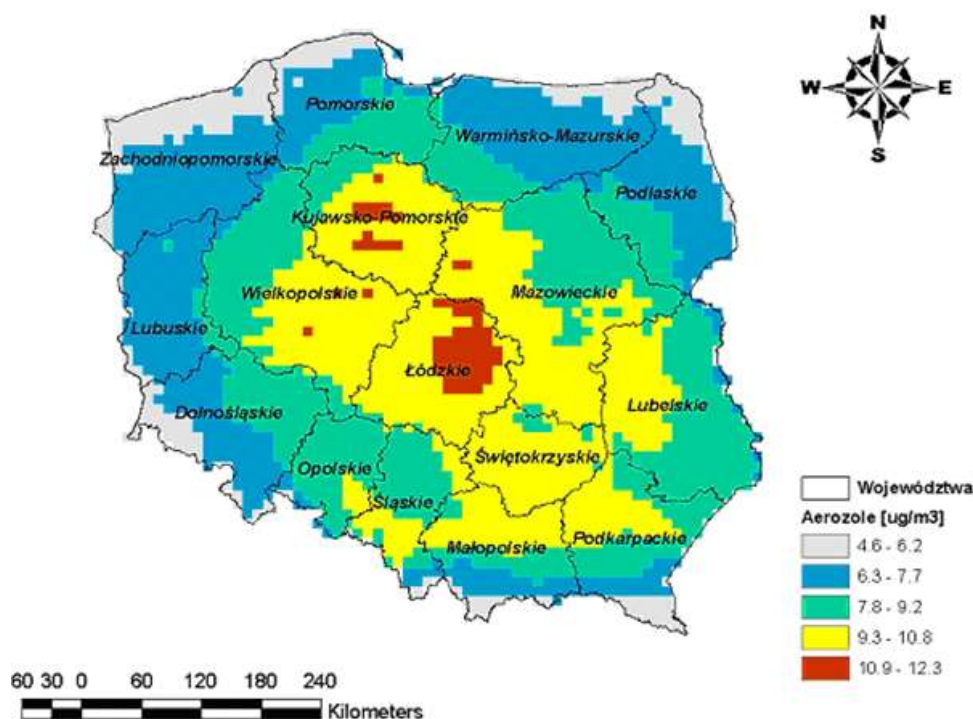 N
W E
S
Pomorskie
Warmińsko-Mazurskie
Zachodniopomorskie
Podlaskie
Kujawsko-Pomorskie
Wielkopolskie
Mazowieckie
Lubuskie
Łódzkie
Dolnośląskie
Lubelskie
Opolskie
Świętokrzyskie
Śląskie
Małopolskie
Podkarpackie
Województwa
Aerozole [ug/m3]
4.6 - 6.2
6.3 - 7.7
7.8 - 9.2
9.3 - 10.8
10.9 - 12.3
60 30 0 60 120 180 240
Kilometers